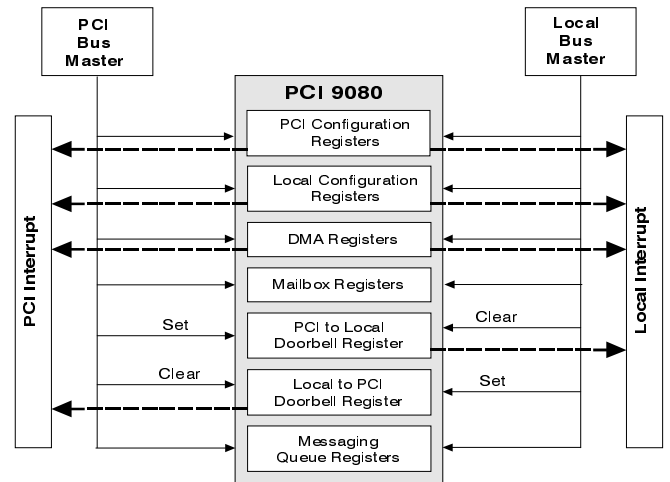 PCI
Bus
Master
Local
Bus
Master
PCI 9080
PCI Configuration
Registers
Local Configuration
Registers
DMA Registers
Mailbox Registers
Set
PCI to Local
Doorbell Register
Clear
Clear
Local to PCI
Doorbell Register
Set
Messaging
Queue Registers
PCI Interrupt
Local Interrupt